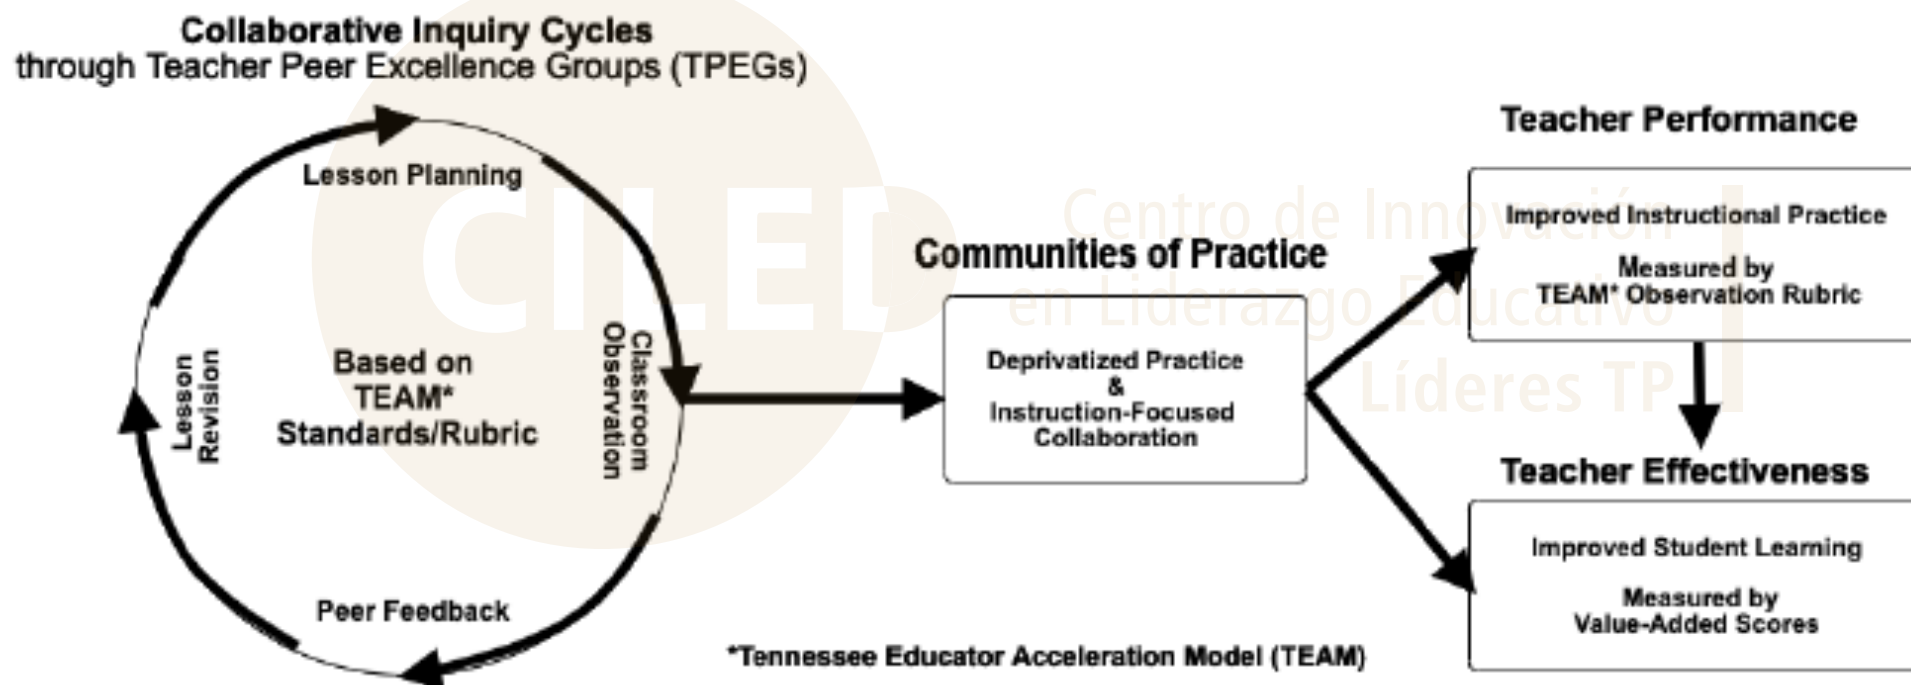 Collaborative Inquiry Cycles
through Teacher Peer Excellence Groups (TPEGs)
Lesson Planning
Classroom
Observation
Peer Feedback
Lesson
Revision
Based on
TEAM*
Standards/Rubric
Communities of Practice
Deprivatized Practice
&
Instruction-Focused
Collaboration
Teacher Performance
Improved Instructional Practice
Measured by
TEAM* Observation Rubric
Teacher Effectiveness
Improved Student Learning
Measured by
Value-Added Scores
*Tennessee Educator Acceleration Model (TEAM)
CILED
Centro de Innovación
en Liderazgo Educativo
Líderes TP